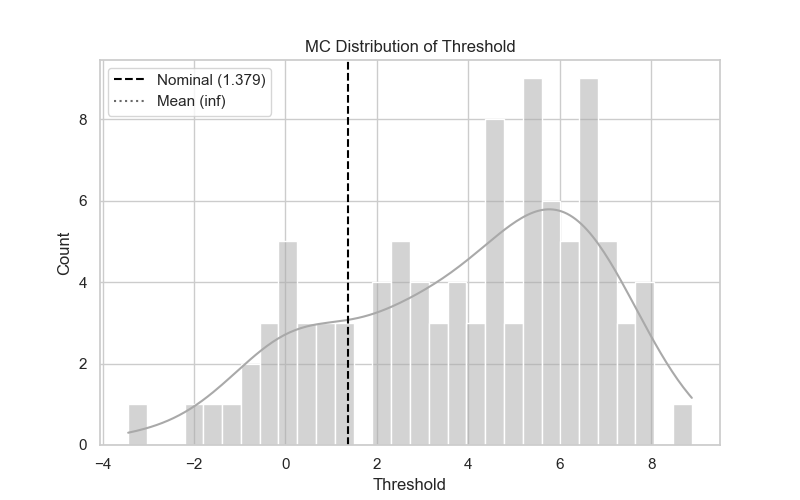 MC Distribution of Threshold
Nominal (1.379)
Mean (inf)
8
6
4
2
0
Count
−4 −2 0 2 4 6 8
Threshold